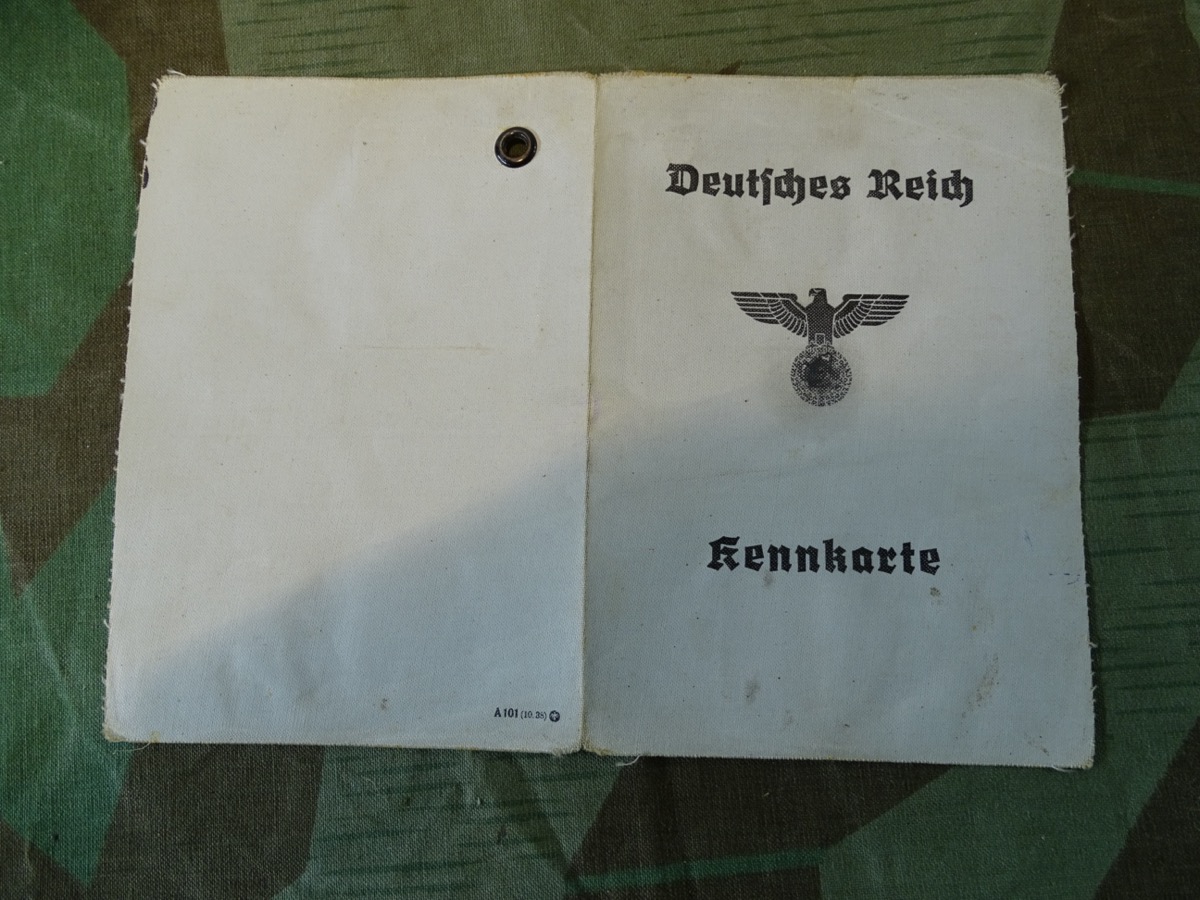 Deutsches Reich
Kennkarte
A 101 (10. 38)